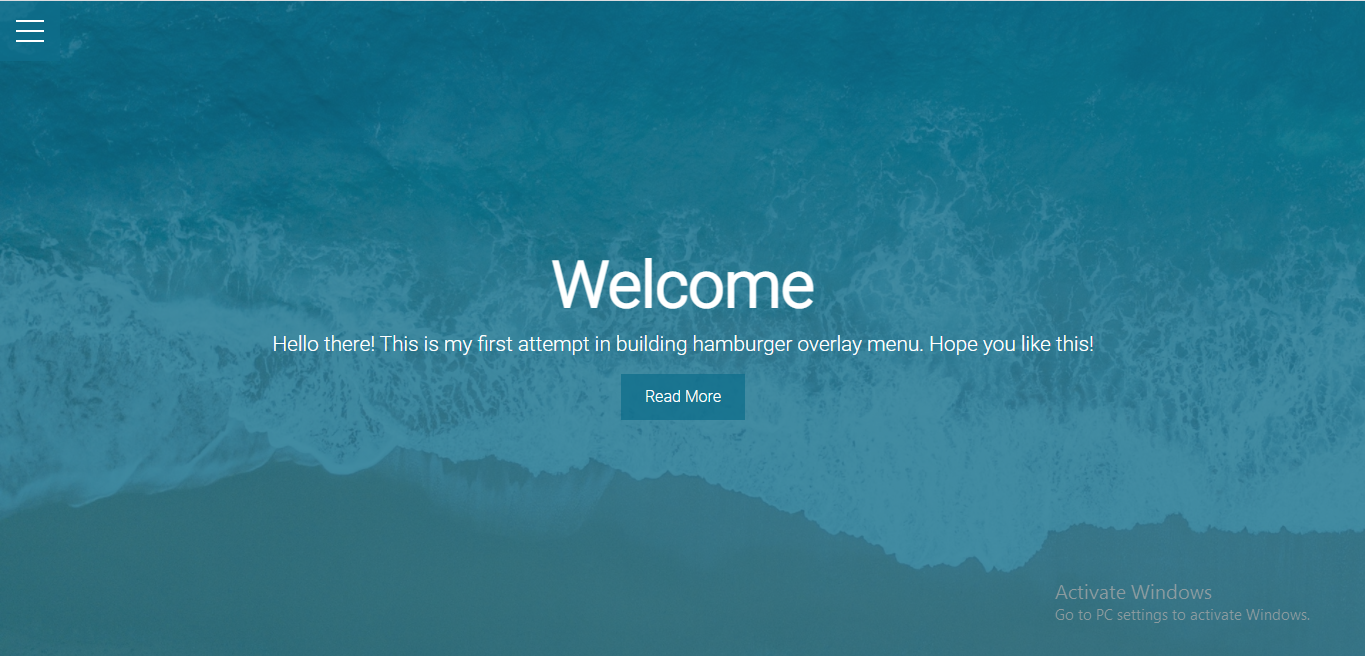 Welcome
Hello there! This is my first attempt in building hamburger overlay menu. Hope you like this!
Read More
Activate Windows
Go to PC settings to activate Windows.